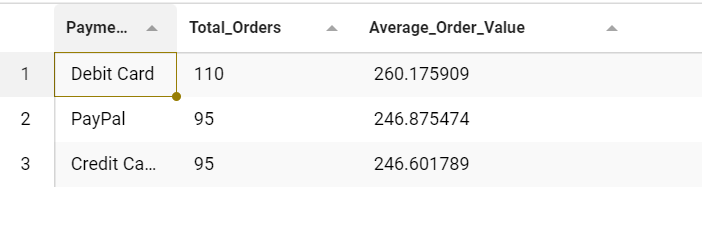 Payme... Total_Orders Average_Order_Value
1 Debit Card 110 260.175909
2 PayPal 95 246.875474
3 Credit Ca... 95 246.601789